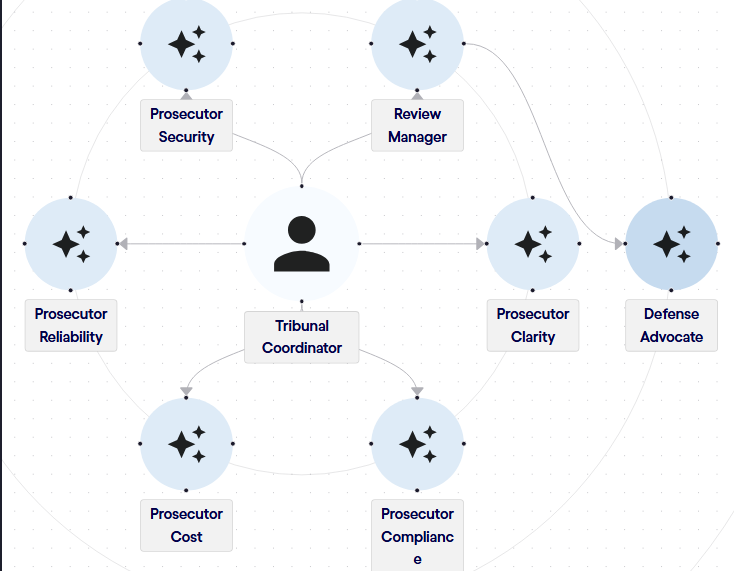 Prosecutor
Security
Review
Manager
Prosecutor
Reliability
Tribunal
Coordinator
Prosecutor
Clarity
Defense
Advocate
Prosecutor
Cost
Prosecutor
Complianc
e